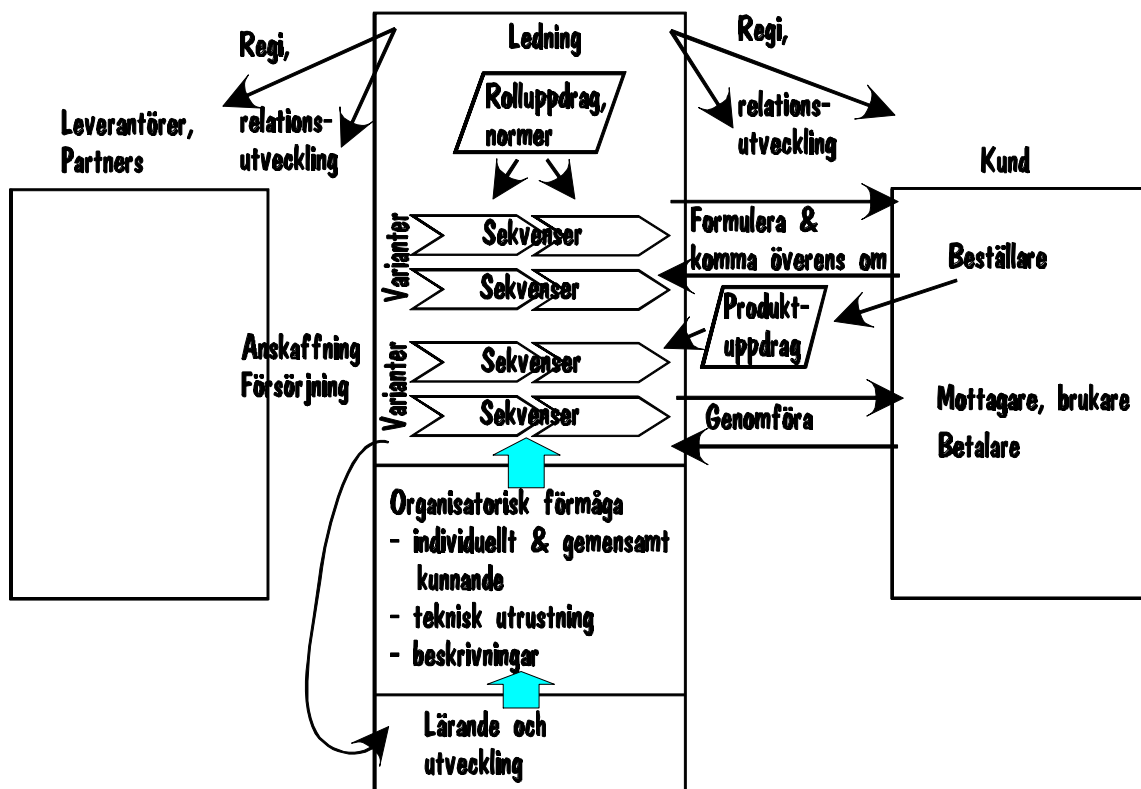 Regi,
relations-
utveckling
Ledning
Rolluppdrag,
normer
Regi,
relations-
utveckling
Leverantörer,
Partners
Kund
Varianter
Sekvenser
Sekvenser
Varianter
Sekvenser
Sekvenser
Formulera &
komma överens om
Produkt-
uppdrag
Beställare
Anskaffning
Försörjning
Genomföra
Mottagare, brukare
Betalare
Organisatorisk förmåga
- individuellt & gemensamt
kunnande
- teknisk utrustning
- beskrivningar
Lärande och
utveckling